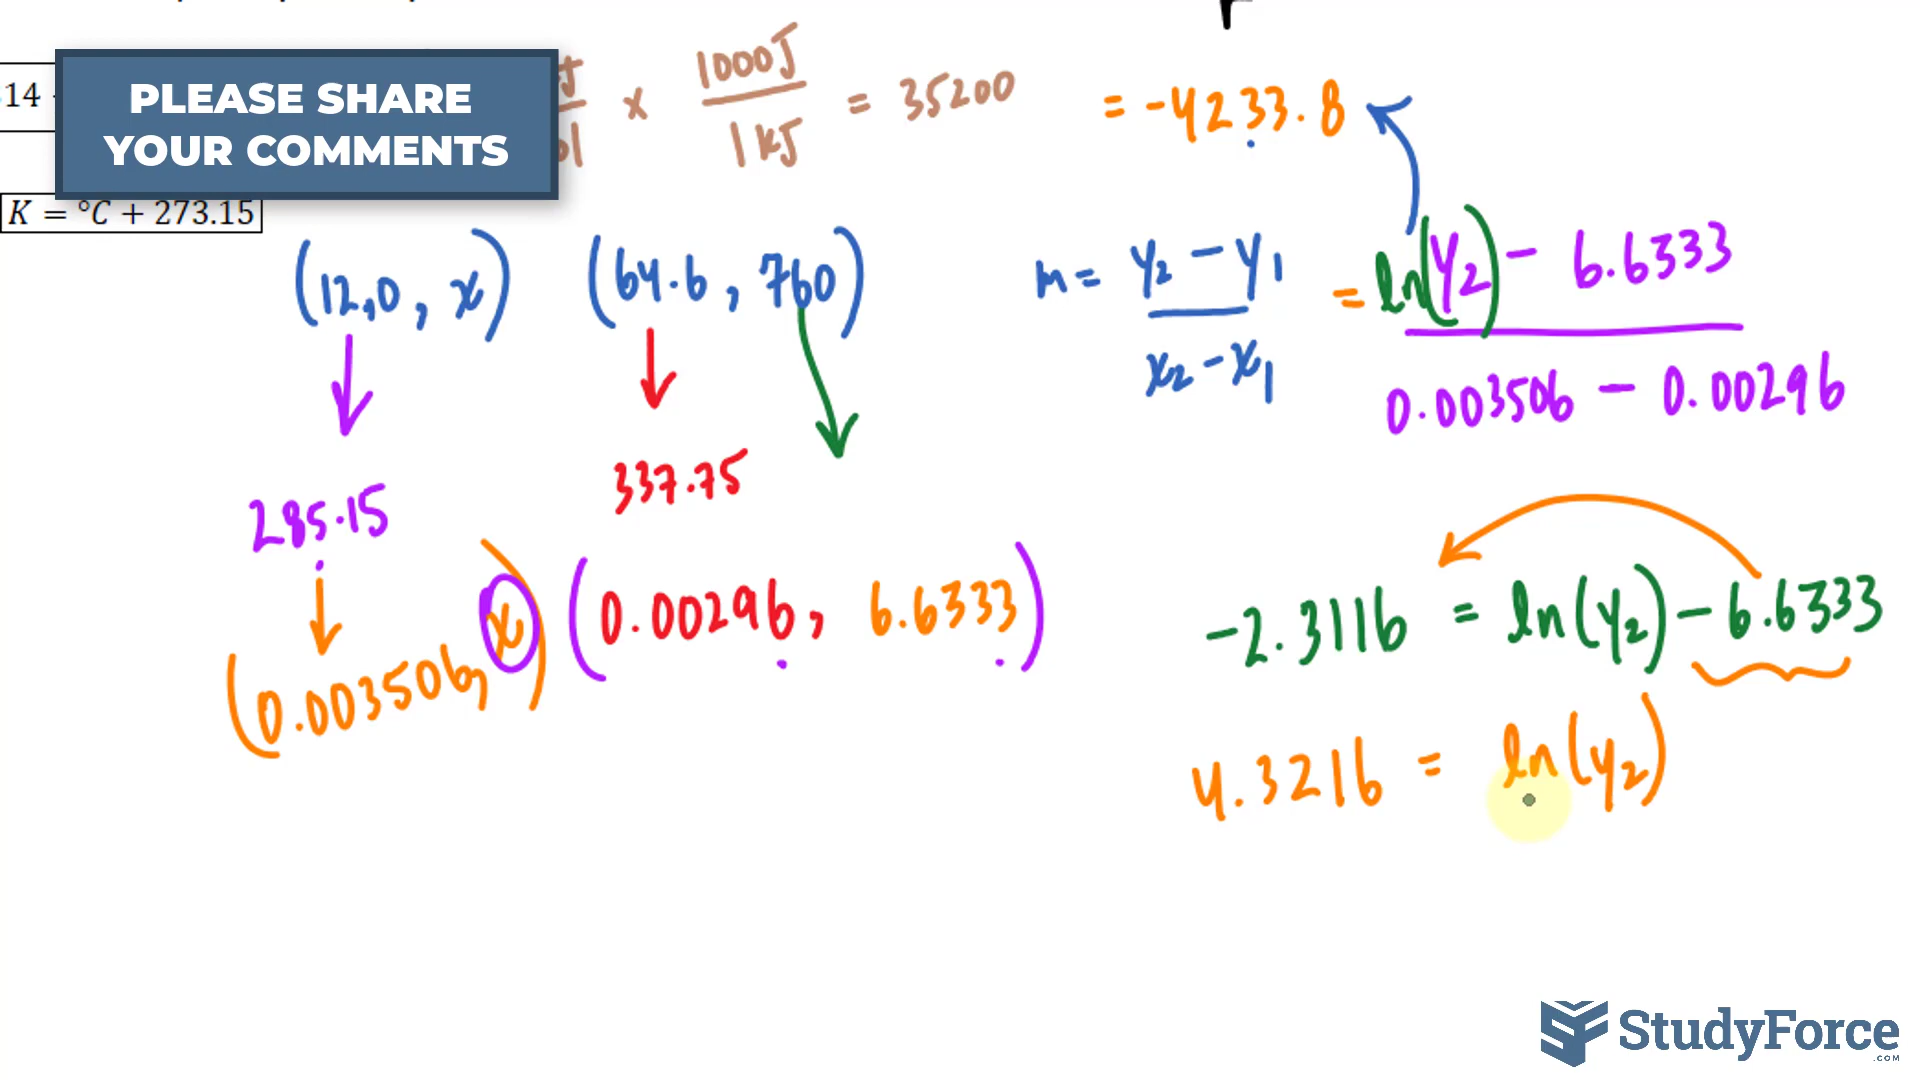 PLEASE SHARE
YOUR COMMENTS
14
x 1000J / 1kJ = 35200
= -4233.8
K = °C + 273.15
(12.0, x) (64.6, 760)
m = y₂ - y₁ / x₂ - x₁ = ln(y₂) - 6.6333 / 0.003506 - 0.00296
285.15
337.75
(0.003506, x) (0.00296, 6.6333)
-2.3116 = ln(y₂) - 6.6333
4.3216 = ln(y₂)
StudyForce
.COM